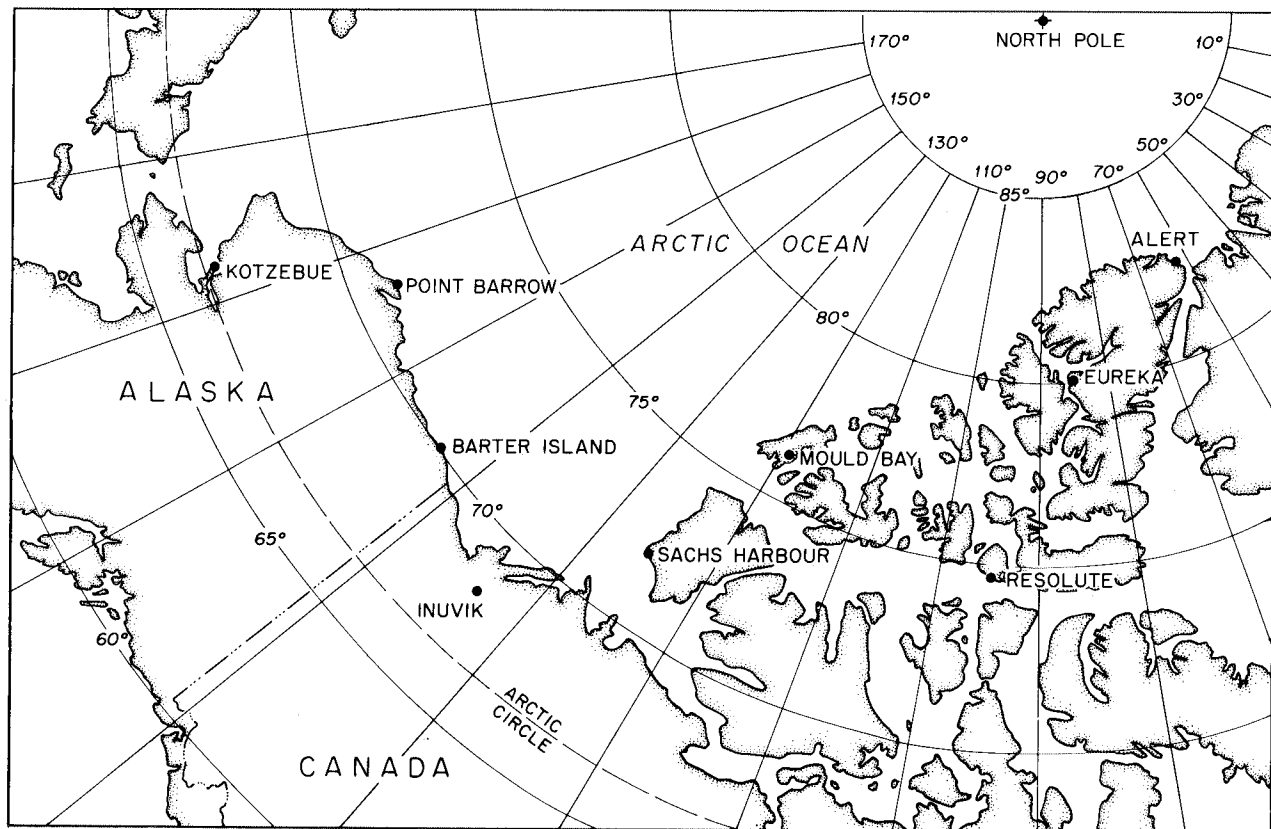 NORTH POLE
170°
10°
150°
30°
130°
50°
110°
90°
70°
85°
ARCTIC OCEAN
ALERT
KOTZEBUE
POINT BARROW
80°
EUREKA
ALASKA
75°
BARTER ISLAND
MOULD BAY
70°
65°
SACHS HARBOUR
RESOLUTE
INUVIK
60°
ARCTIC
CIRCLE
CANADA